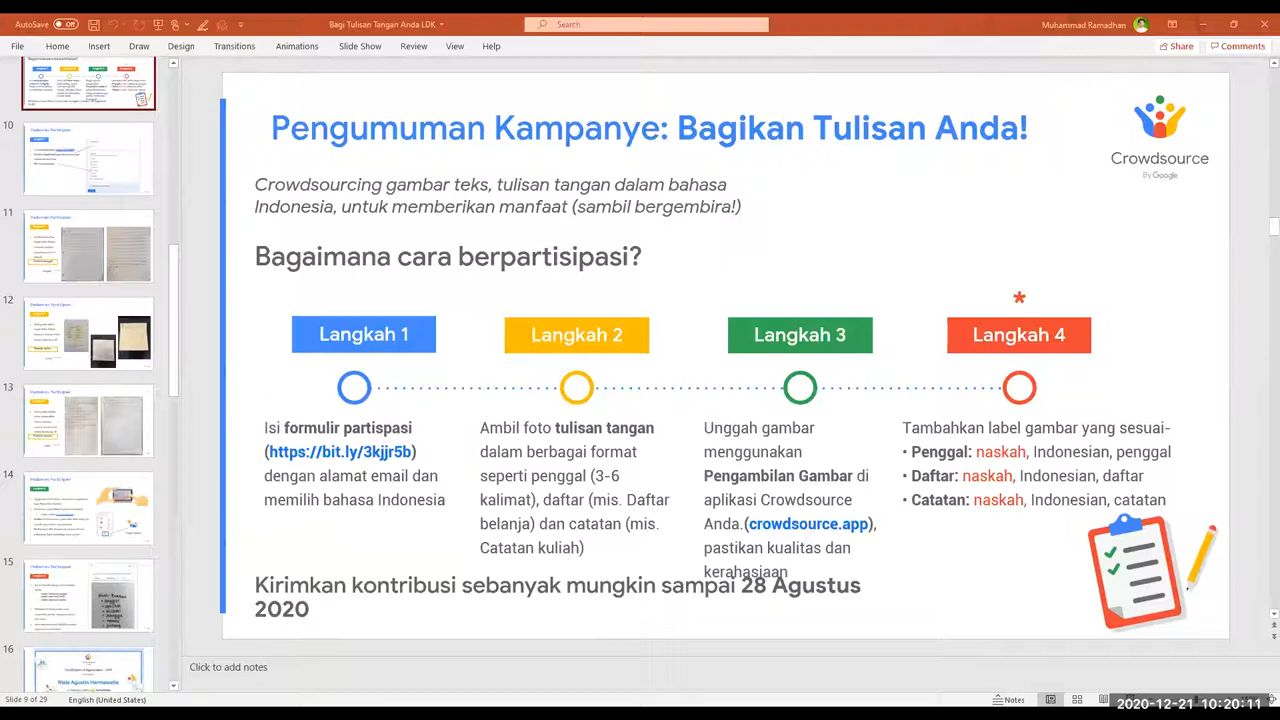 AutoSave Off
Bagi Tulisan Tangan Anda LDK
Search
Muhammad Ramadhan
File Home Insert Draw Design Transitions Animations Slide Show Review View Help
Share Comments
10
11
12
13
14
15
16
Pengumuman Kampanye: Bagikan Tulisan Anda!
Crowdsource
By Google
Crowdsourcing gambar teks, tulisan tangan dalam bahasa
Indonesia, untuk memberikan manfaat (sambil bergembira!)
Bagaimana cara berpartisipasi?
*
Langkah 1
Langkah 2
Langkah 3
Langkah 4
Isi formulir partispasi
(https://bit.ly/3kjjr5b)
dengan alamat email dan
memilih bahasa Indonesia
Ambil foto tulisan tangan
dalam berbagai format
seperti penggal (3-6
kalimat), daftar (mis. Daftar
belanja) dan catatan (mis.
Catatan kuliah)
Unggah gambar
menggunakan
Pengambilan Gambar di
aplikasi Crowdsource
Anda.(crowdsource.app),
pastikan kualitas dan
kerahasiaan
Tambahkan label gambar yang sesuai-
• Penggal: naskah, Indonesian, penggal
• Daftar: naskah, Indonesian, daftar
• Catatan: naskah, Indonesian, catatan
Kirimkan kontribusi sebanyak mungkin sampai 28 Agustus
2020
Click to add notes
Slide 9 of 29 English (United States)
Notes
2020-12-21 10:20:11